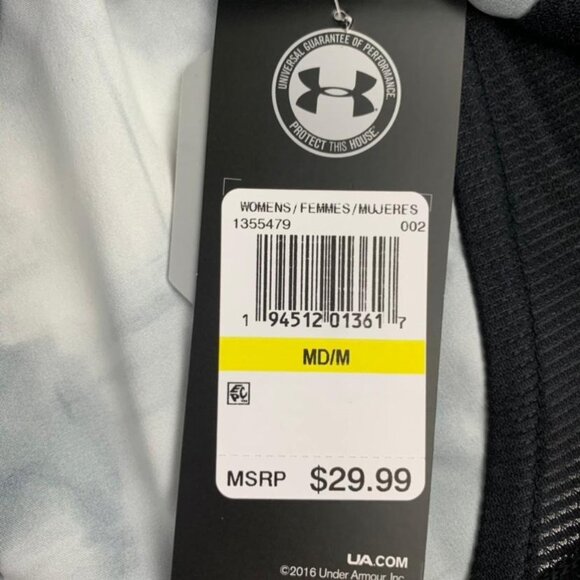 UNIVERSAL GUARANTEE OF PERFORMANCE
PROTECT THIS HOUSE
WOMENS/FEMMES/MUJERES
1355479 002
1 94512 01361 7
MD/M
EPC
MSRP $29.99
UA.COM
©2016 Under Armour, Inc.